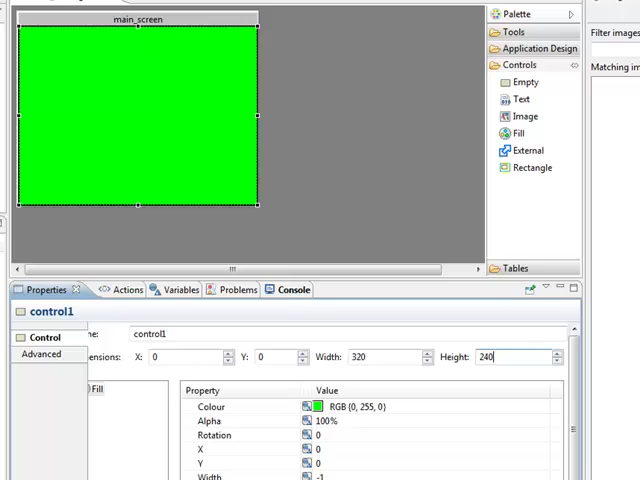 main_screen
Palette
Tools
Application Design
Controls
Empty
Text
Image
Fill
External
Rectangle
Tables
Filter images
Matching im
Properties Actions Variables Problems Console
control1
Control
Advanced
me: control1
ensions: X: 0 Y: 0 Width: 320 Height: 240
Fill
Property Value
Colour RGB {0, 255, 0}
Alpha 100%
Rotation 0
X 0
Y 0
Width -1